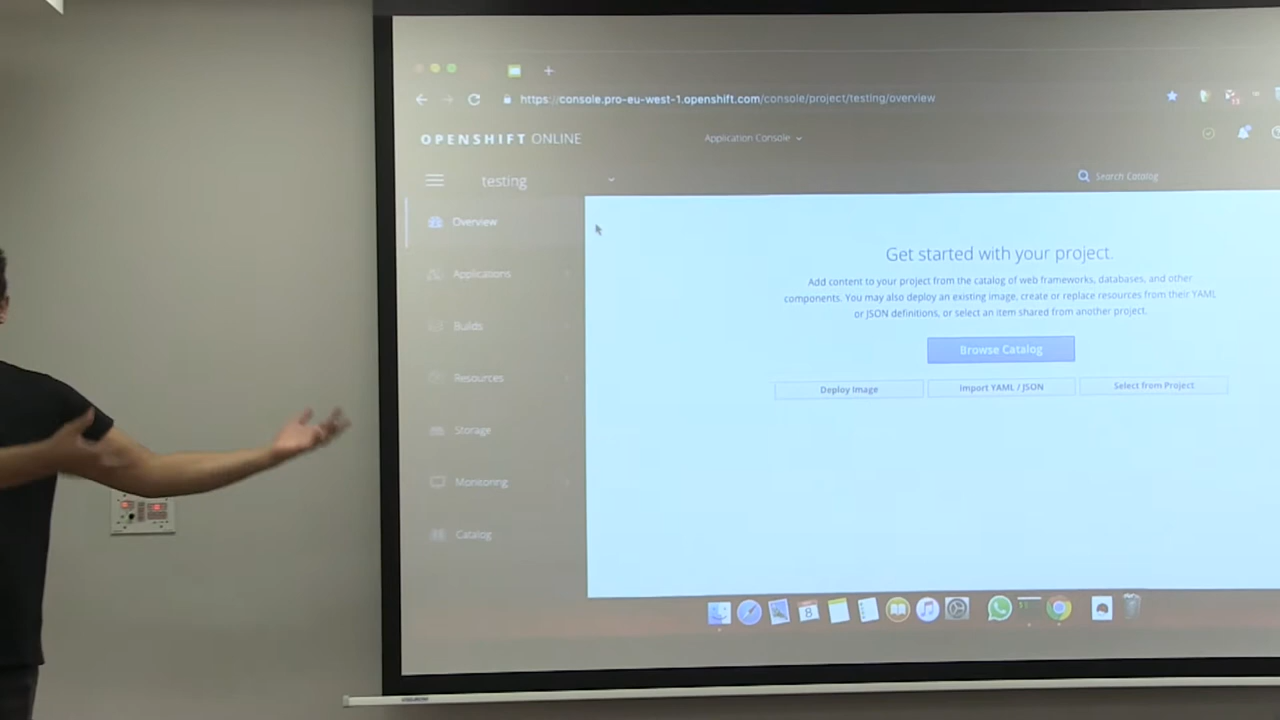 https://console.pro-eu-west-1.openshift.com/console/project/testing/overview
OPENSHIFT ONLINE
Application Console
testing
Search Catalog
Overview
Applications
Builds
Resources
Storage
Monitoring
Catalog
Get started with your project.
Add content to your project from the catalog of web frameworks, databases, and other
components. You may also deploy an existing image, create or replace resources from their YAML
or JSON definitions, or select an item shared from another project.
Browse Catalog
Deploy Image
Import YAML / JSON
Select from Project
8